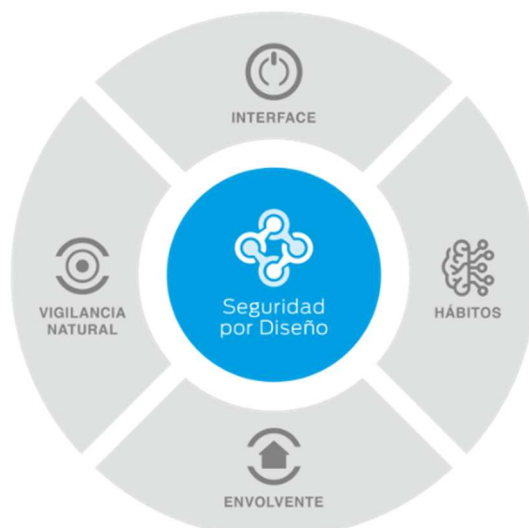 INTERFACE
VIGILANCIA
NATURAL
Seguridad
por Diseño
HÁBITOS
ENVOLVENTE